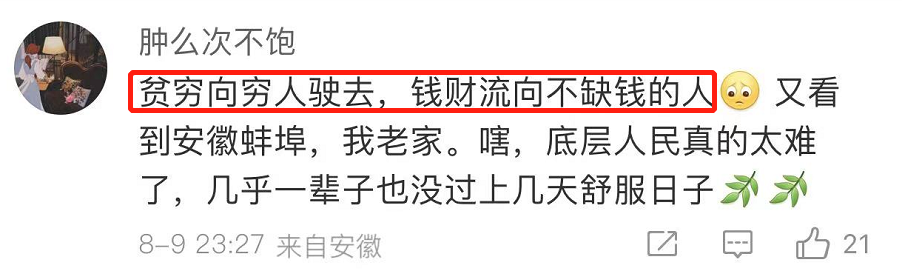 肿么次不饱
贫穷向穷人驶去，钱财流向不缺钱的人🥺 又看
到安徽蚌埠，我老家。嗐，底层人民真的太难
了，几乎一辈子也没过上几天舒服日子🌿 🌿
8-9 23:27 来自安徽
21